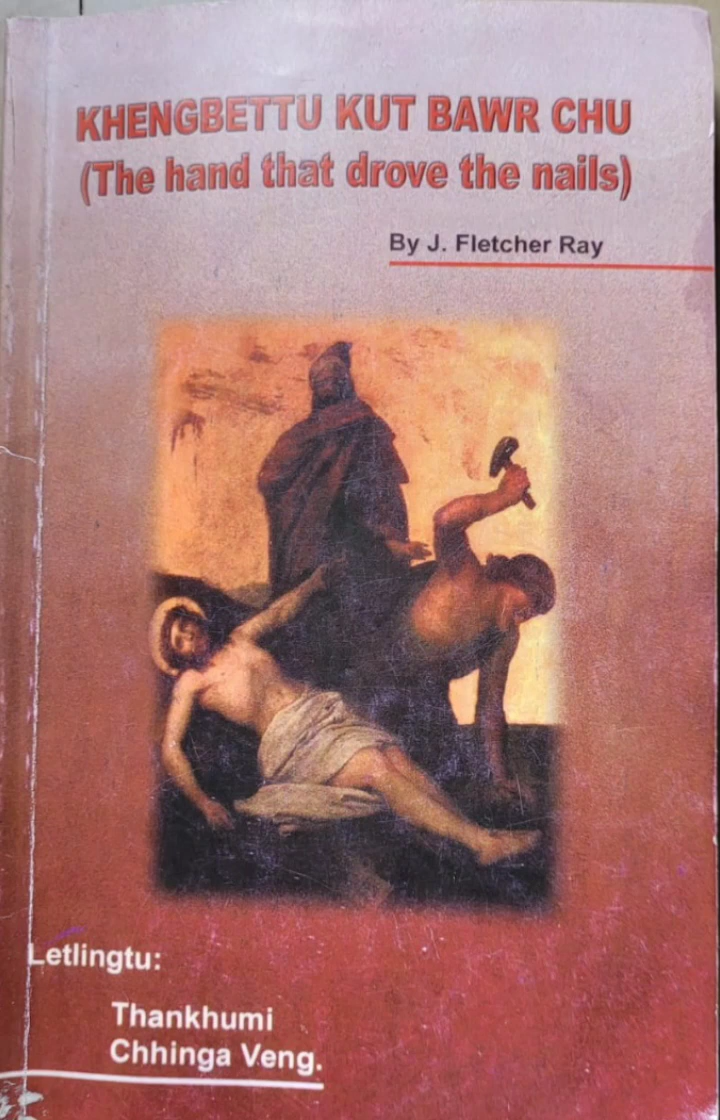 KHENGBETTU KUT BAWR CHU
(The hand that drove the nails)
By J. Fletcher Ray
Letlingtu:
Thankhumi
Chhinga Veng.